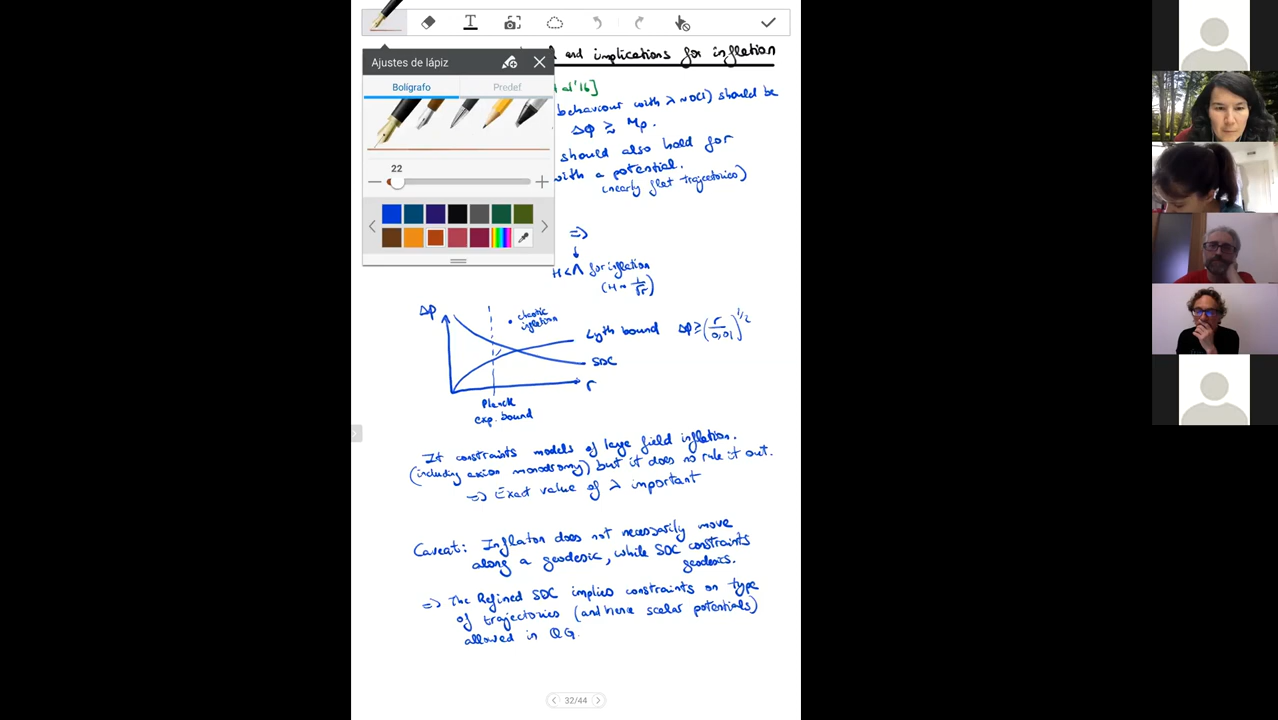 T
and implications for inflation
Ajustes de lápiz
Bolígrafo
Predef.
al '16]
behaviour with λ ~ O(1) should be
Δφ ≳ Mp.
should also hold for
with a potential.
(nearly flat trajectories)
22
=>
↓
H < Λ for inflation
(H ~ 1/√r)
Δφ
• chaotic
inflation
Lyth bound Δφ ≳ (r/0,01)^1/2
SDC
r
Planck
exp. bound
It constraints models of large field inflation.
(including axion monodromy) but it does no rule it out.
=> Exact value of λ important
Caveat: Inflaton does not necessarily move
along a geodesic, while SDC constraints
geodesics.
=> The Refined SDC implies constraints on type
of trajectories (and hence scalar potentials)
allowed in QG.
32/44